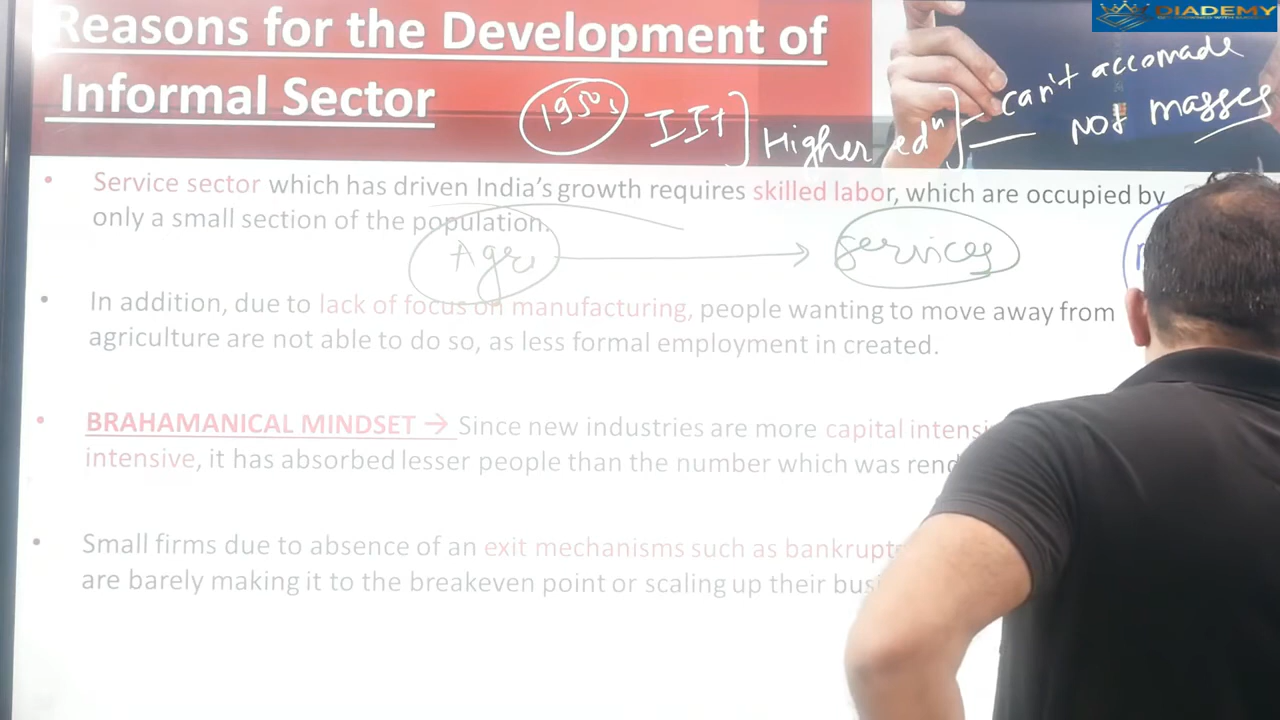 DIADEMY
Reasons for the Development of
Informal Sector
1950s IIT] Higher edn] can't accomade
Not masses
• Service sector which has driven India's growth requires skilled labor, which are occupied by
only a small section of the population.
Agri → Services
• In addition, due to lack of focus on manufacturing, people wanting to move away from
agriculture are not able to do so, as less formal employment in created.
• BRAHAMANICAL MINDSET → Since new industries are more capital
intensive, it has absorbed lesser people than the number which was
• Small firms due to absence of an exit mechanisms such as
are barely making it to the breakeven point or scaling up their